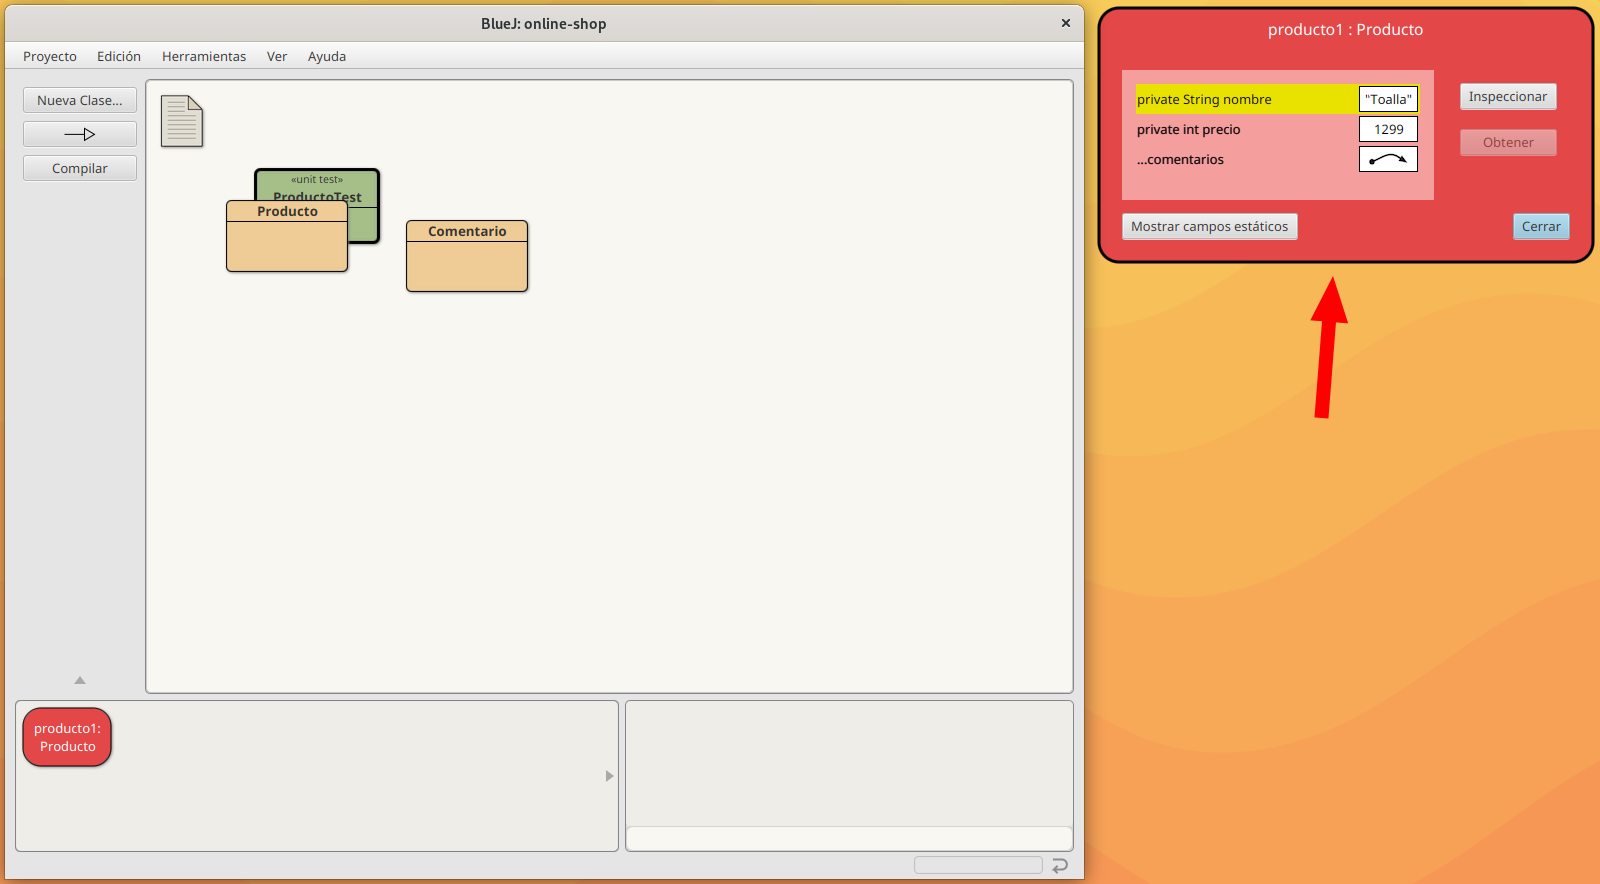 BlueJ: online-shop
Proyecto Edición Herramientas Ver Ayuda
Nueva Clase...
Compilar
«unit test»
ProductoTest
Producto
Comentario
producto1:
Producto
producto1 : Producto
private String nombre "Toalla"
private int precio 1299
...comentarios
Inspeccionar
Obtener
Mostrar campos estáticos
Cerrar